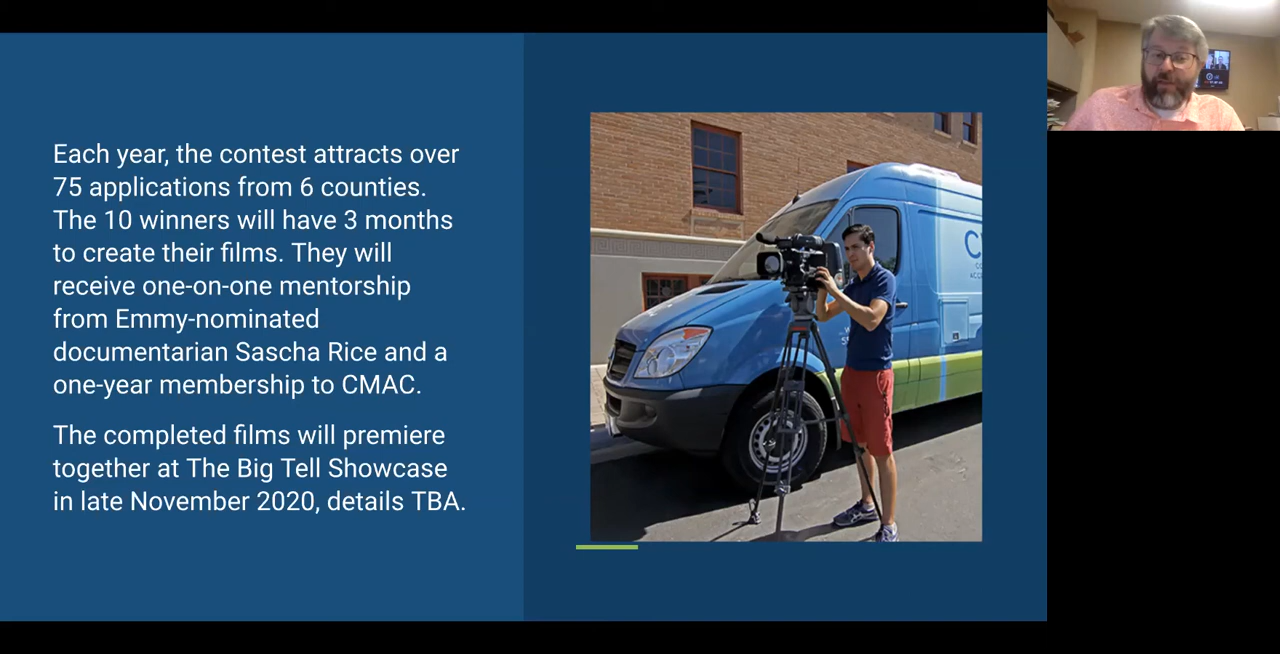 Each year, the contest attracts over
75 applications from 6 counties.
The 10 winners will have 3 months
to create their films. They will
receive one-on-one mentorship
from Emmy-nominated
documentarian Sascha Rice and a
one-year membership to CMAC.
The completed films will premiere
together at The Big Tell Showcase
in late November 2020, details TBA.